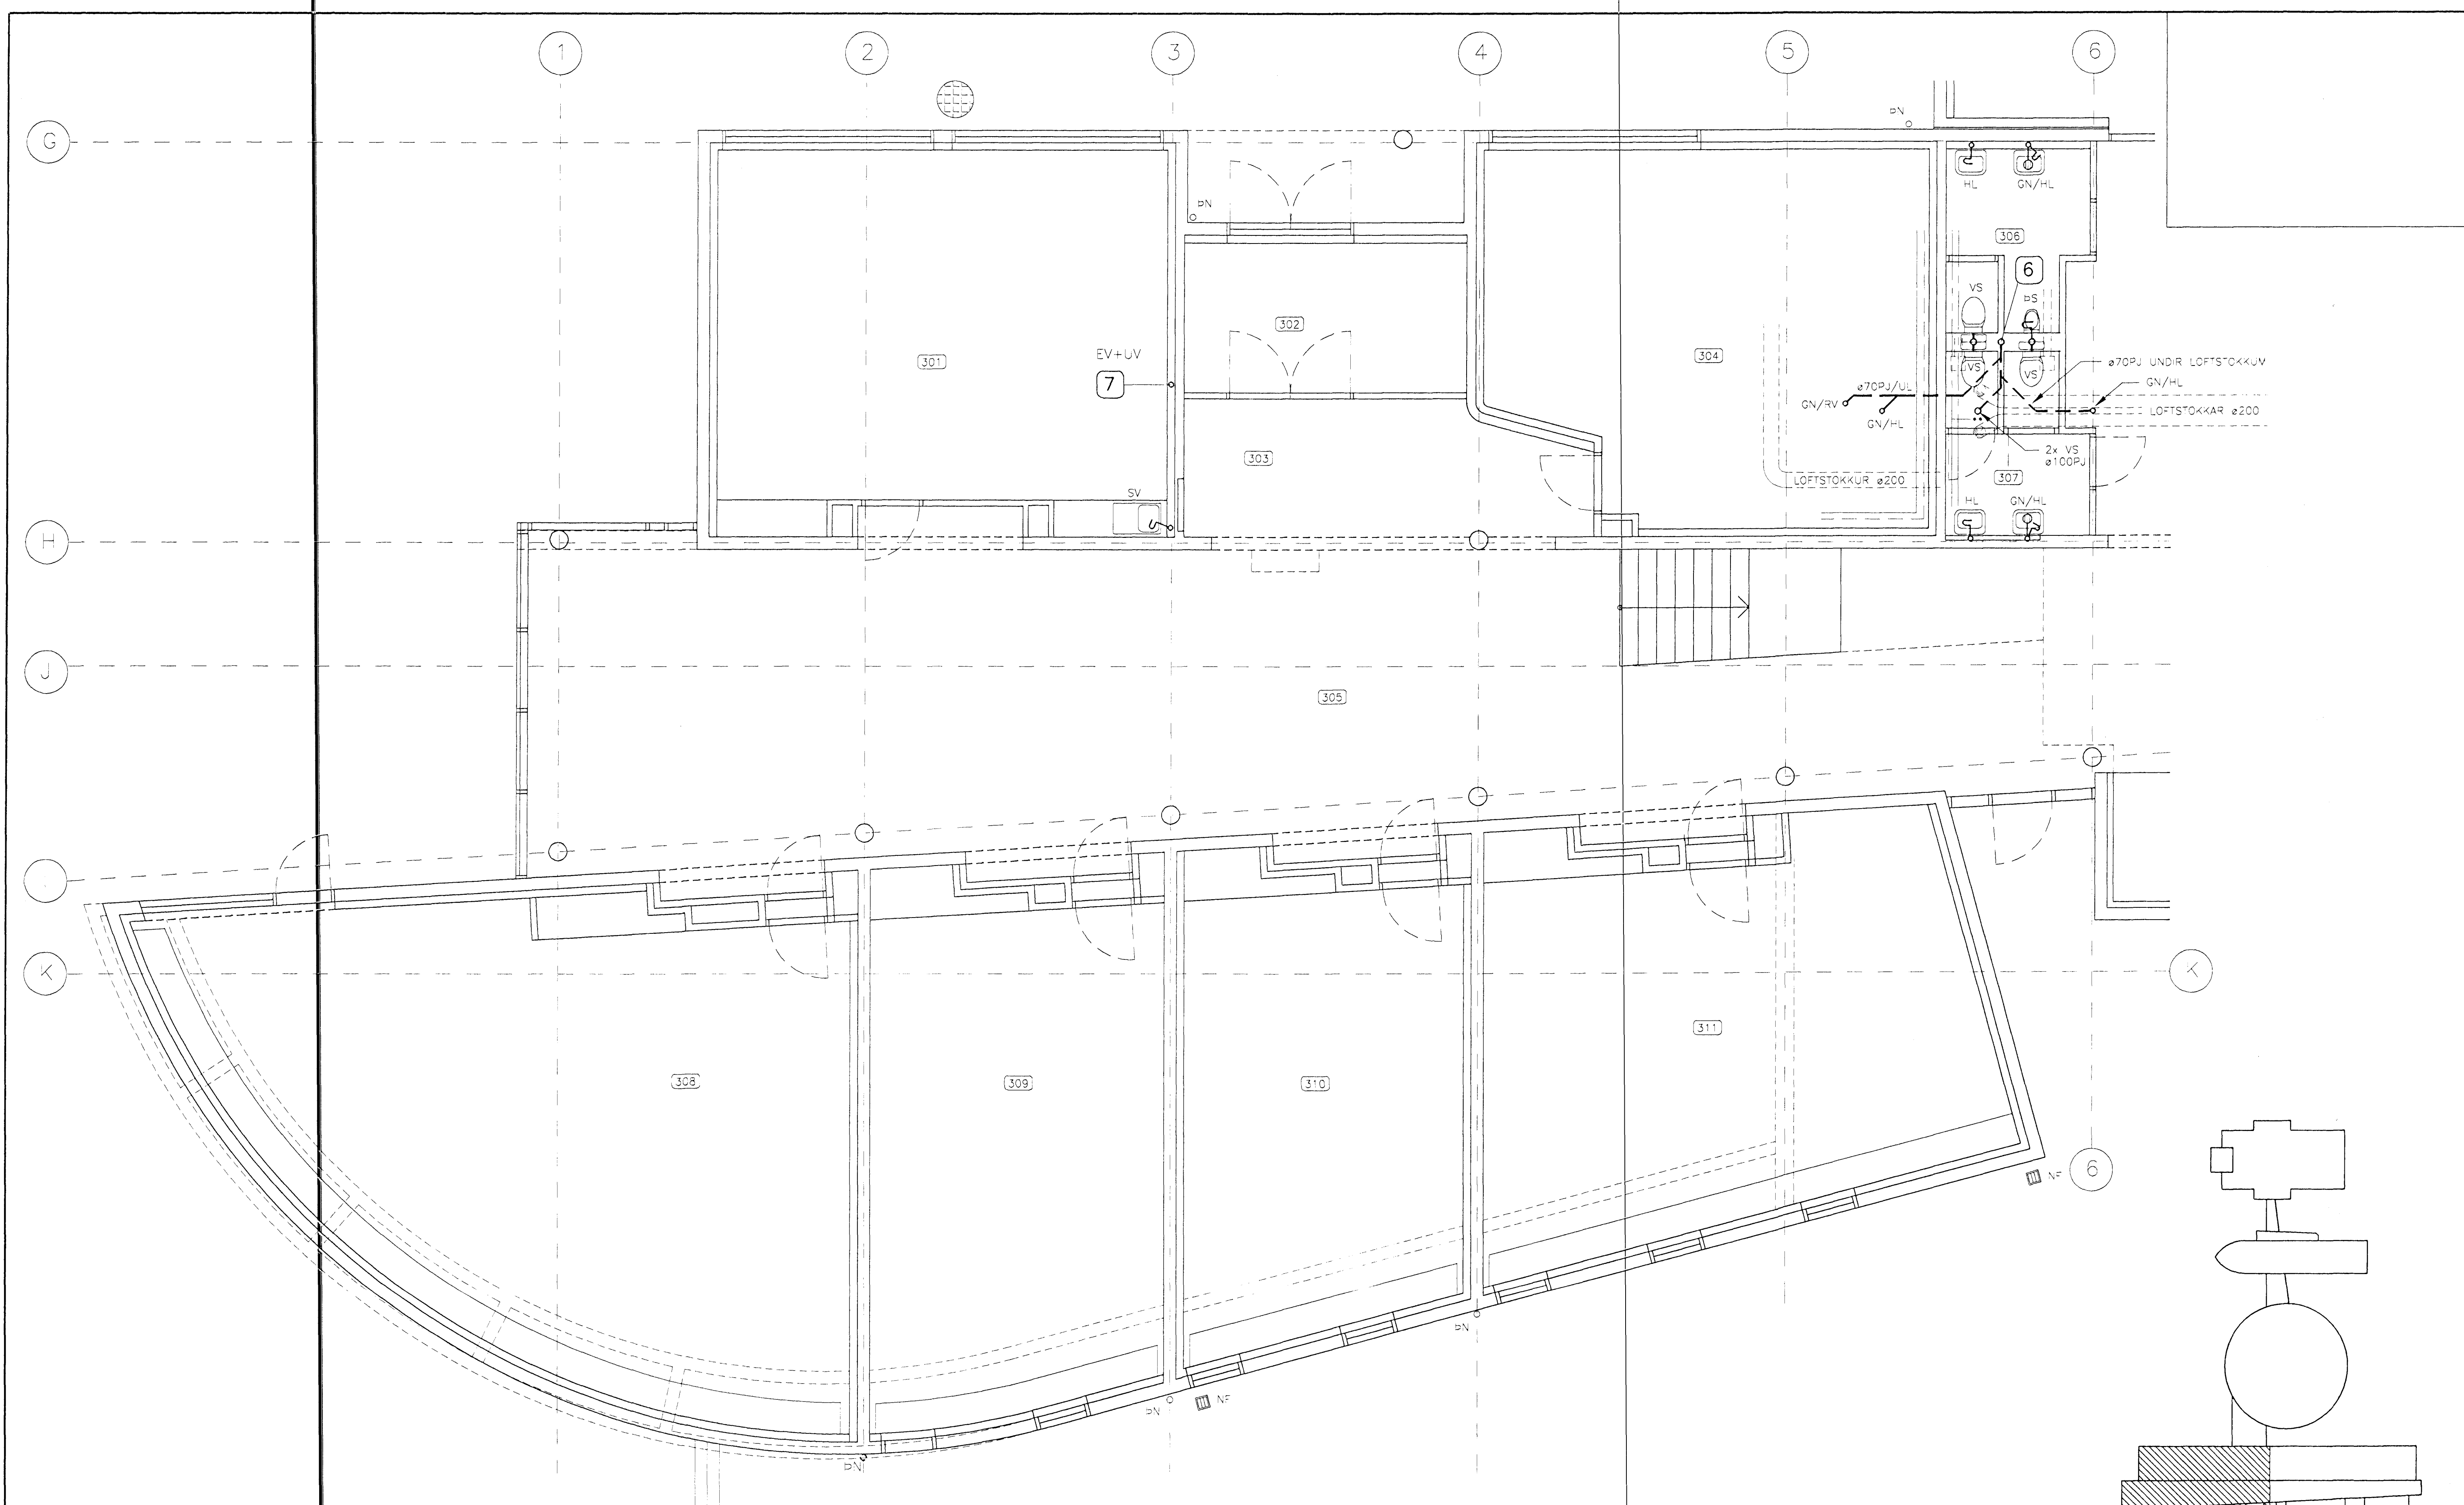 1
2
3
4
5
6
G
ÞN
HL
GN/HL
ÞN
306
6
VS
ÞS
302
301
EV+UV
304
7
ø70PJ UNDIR LOFTSTOKKUM
VS
VS
GN/HL
ø70PJ/UL
GN/RV
LOFTSTOKKAR ø200
GN/HL
2x VS
ø100PJ
303
307
LOFTSTOKKUR ø200
SV
HL
GN/HL
H
J
305
K
K
311
308
309
310
NF
6
ÞN
NF
ÞN
ÞN